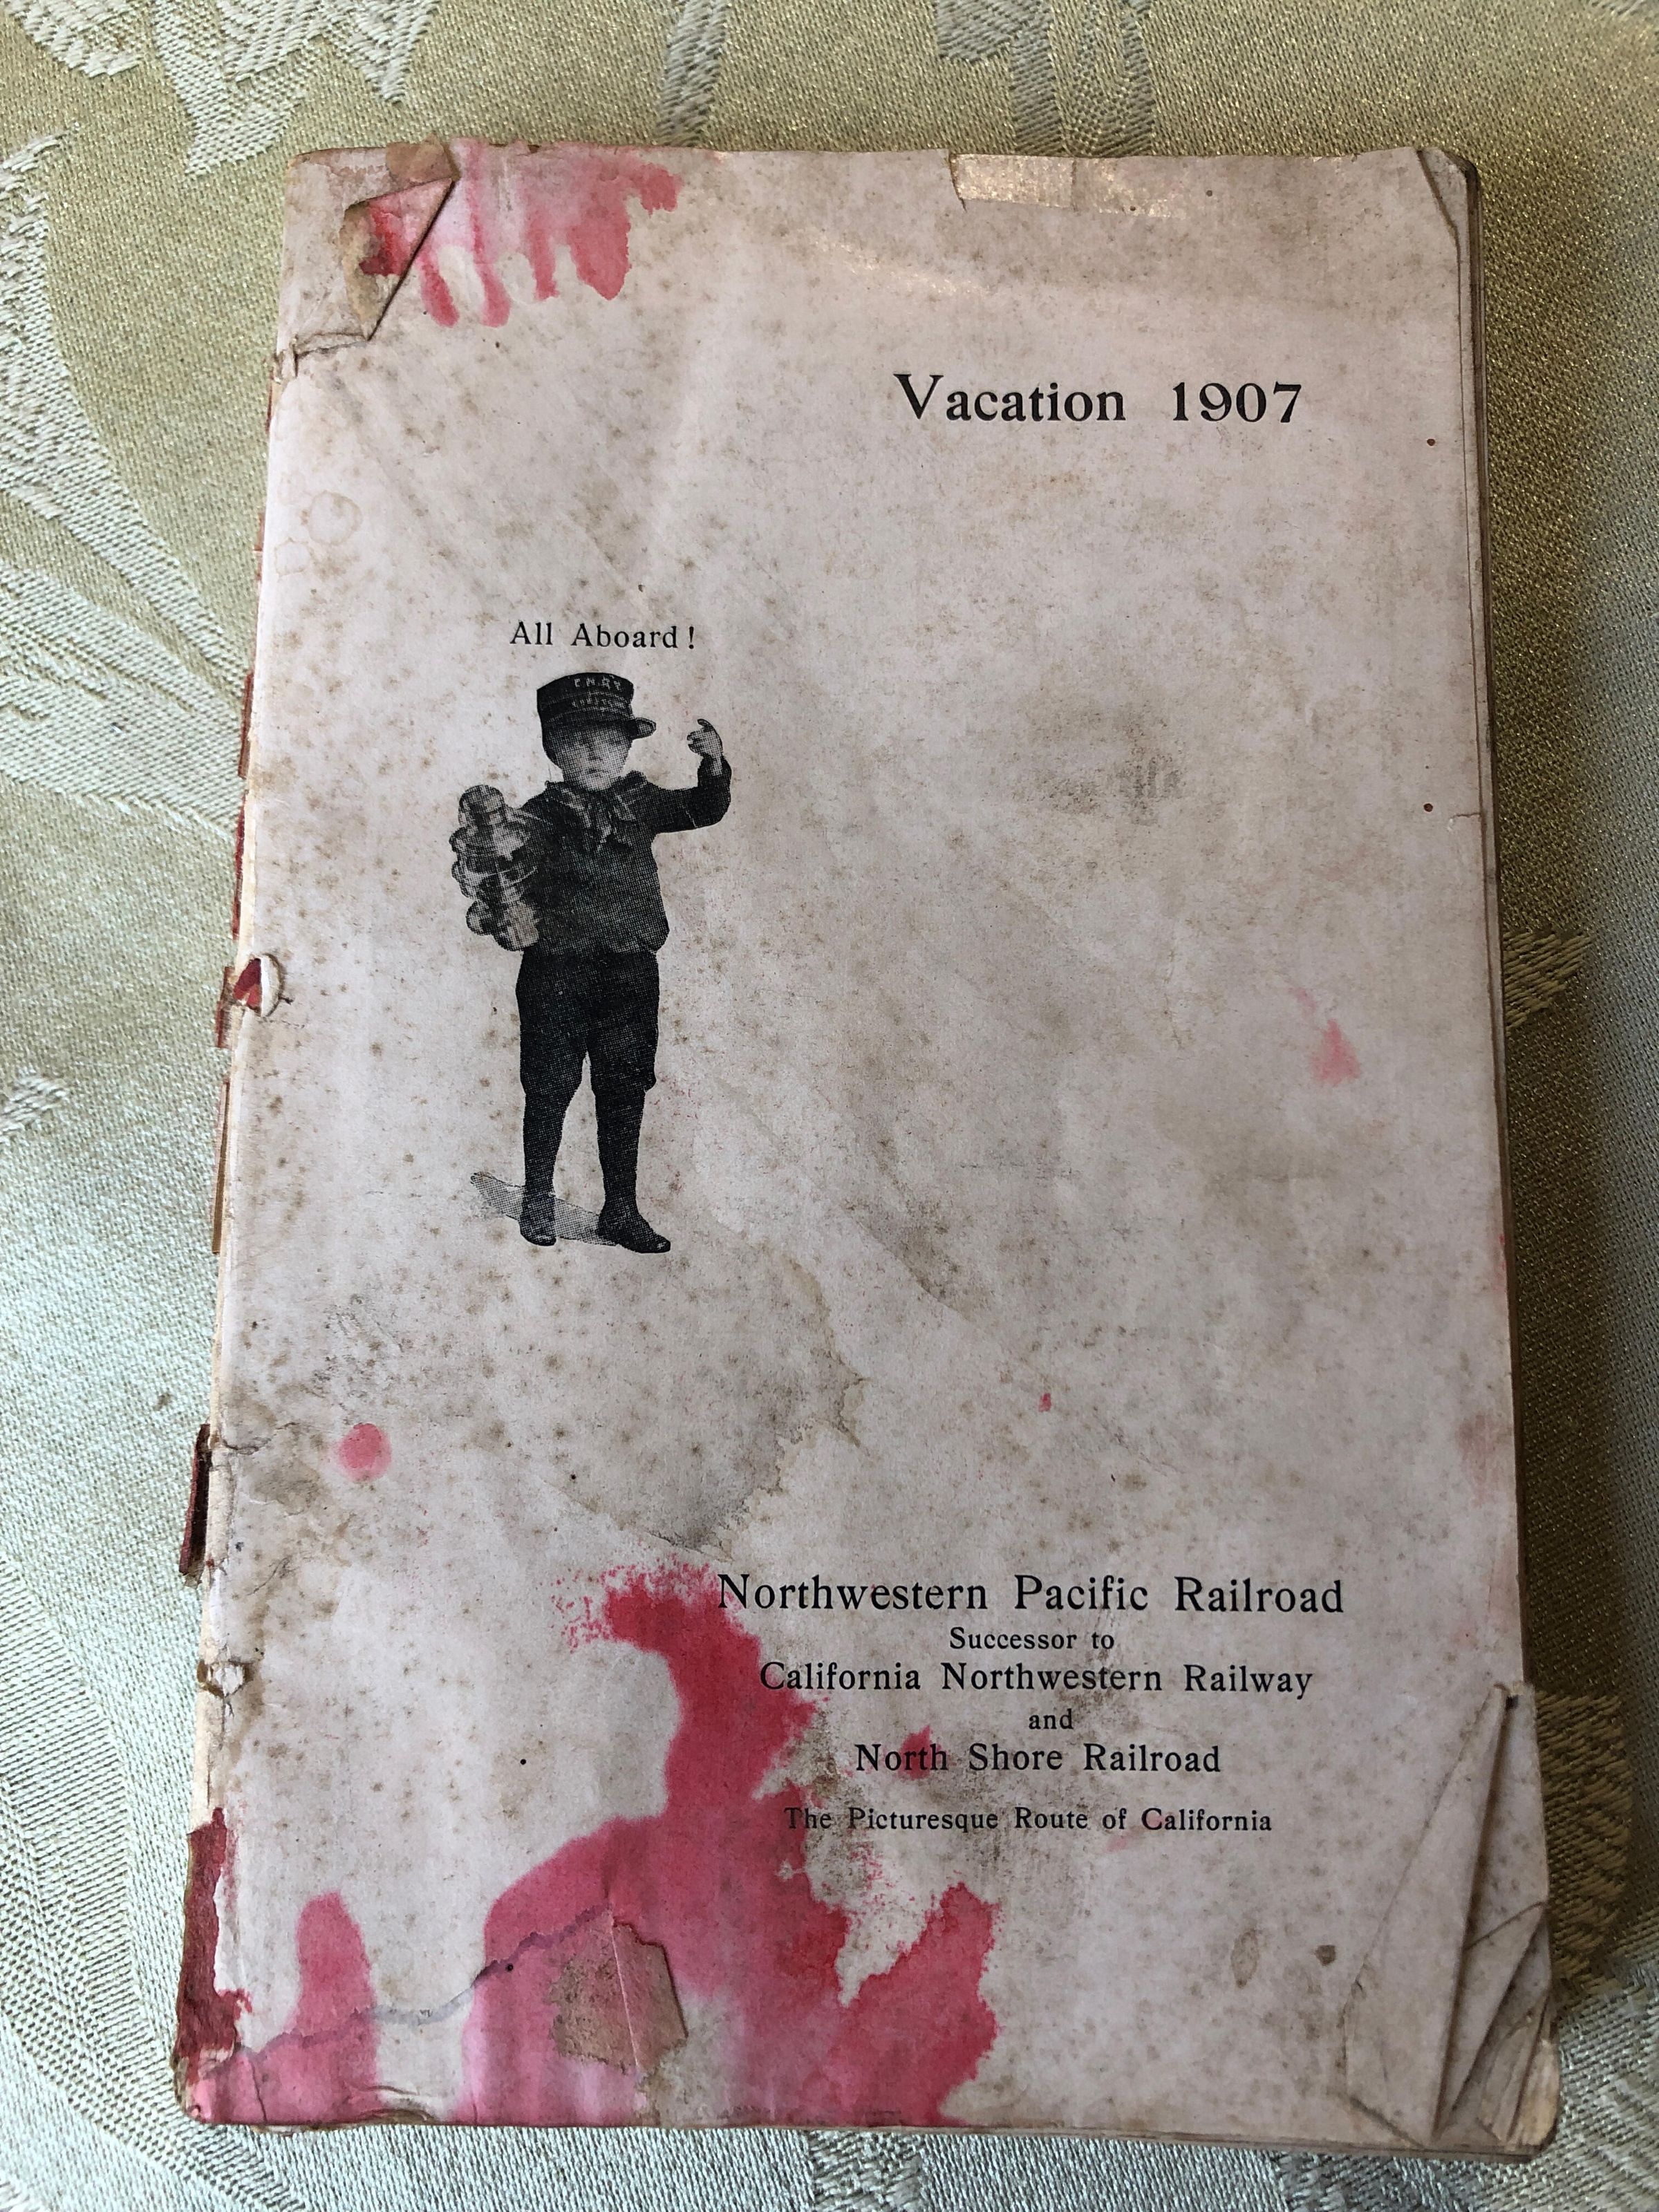 Vacation 1907
All Aboard!
Northwestern Pacific Railroad
Successor to
California Northwestern Railway
and
North Shore Railroad
The Picturesque Route of California